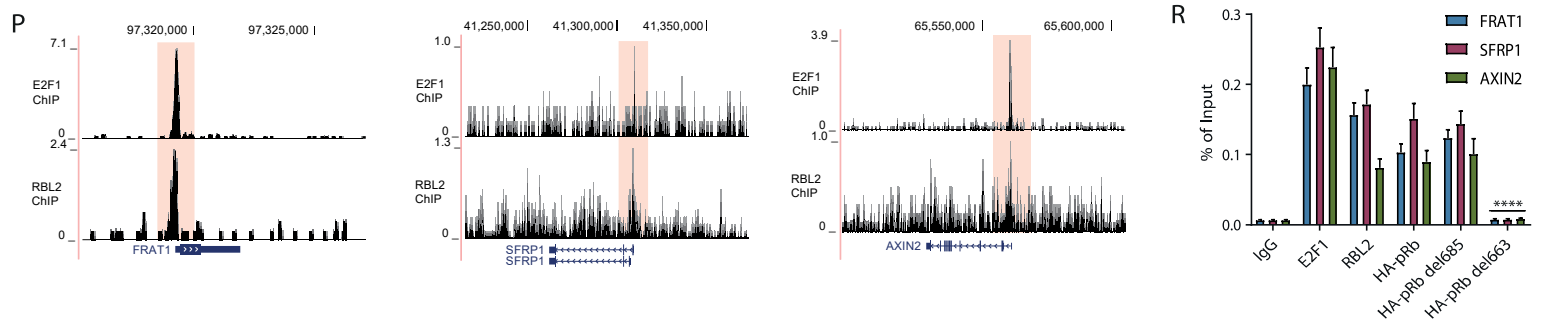 P
97,320,000
97,325,000
7.1
E2F1
ChIP
0
2.4
RBL2
ChIP
0
FRAT1
41,250,000
41,300,000
41,350,000
1.0
E2F1
ChIP
0
1.3
RBL2
ChIP
0
SFRP1
SFRP1
65,550,000
65,600,000
3.9
E2F1
ChIP
0
1.0
RBL2
ChIP
0
AXIN2
R
0.3
0.2
0.1
0.0
% of Input
FRAT1
SFRP1
AXIN2
****
IgG
E2F1
RBL2
HA-pRb
HA-pRb del685
HA-pRb del663